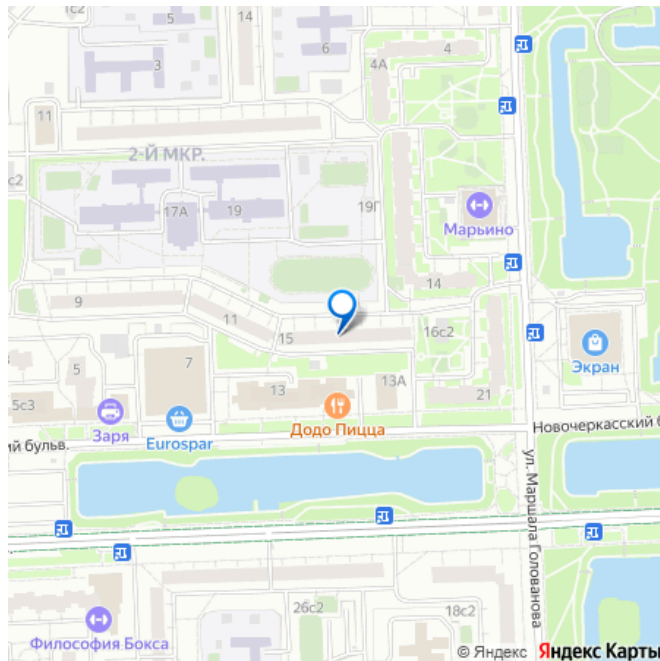 1с2
5
14
3
6
4А
4
11
2-Й МКР.
с2
17А
19
19Г
Марьино
14
9
11
15
16с2
Экран
7
5
5с3
13
13А
21
Заря
Eurospar
Додо Пицца
ий бульв.
Новочеркасский б
ул. Маршала Голованова
26с2
18с2
Философия Бокса
© Яндекс Яндекс Карты